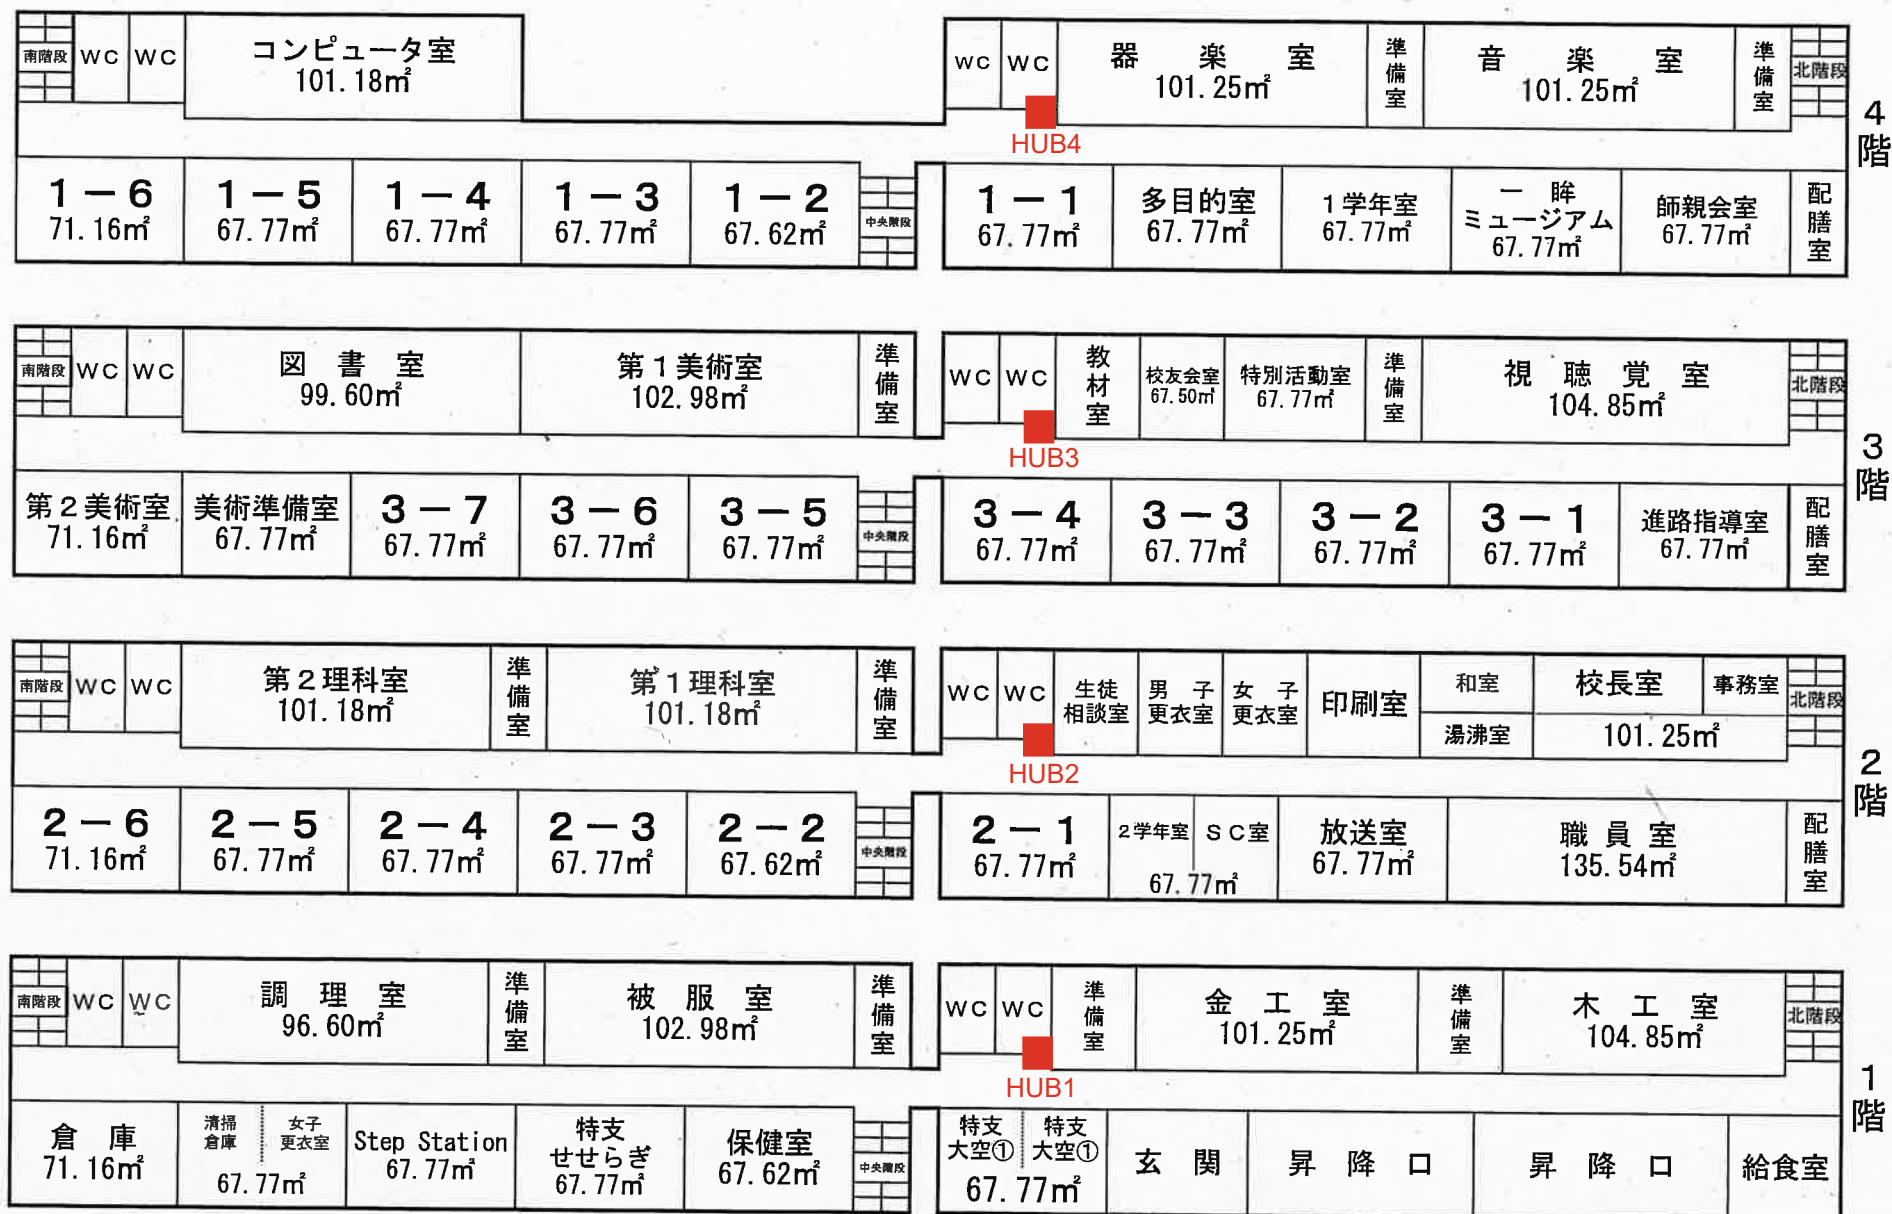 南階段 WC WC コンピュータ室 WC WC 器楽室 準備室 音楽室 準備室 北階段
101.18㎡ 101.25㎡ 101.25㎡
HUB4
4階
1－6 1－5 1－4 1－3 1－2 中央階段 1－1 多目的室 1学年室 一眸ミュージアム 師親会室 配膳室
71.16㎡ 67.77㎡ 67.77㎡ 67.77㎡ 67.62㎡ 67.77㎡ 67.77㎡ 67.77㎡ 67.77㎡ 67.77㎡
南階段 WC WC 図書室 第1美術室 準備室 WC WC 教材室 校友会室 特別活動室 準備室 視聴覚室 北階段
99.60㎡ 102.98㎡ 67.50㎡ 67.77㎡ 104.85㎡
HUB3
3階
第2美術室 美術準備室 3－7 3－6 3－5 中央階段 3－4 3－3 3－2 3－1 進路指導室 配膳室
71.16㎡ 67.77㎡ 67.77㎡ 67.77㎡ 67.77㎡ 67.77㎡ 67.77㎡ 67.77㎡ 67.77㎡ 67.77㎡
南階段 WC WC 第2理科室 準備室 第1理科室 準備室 WC WC 生徒相談室 男子更衣室 女子更衣室 印刷室 和室 校長室 事務室 北階段
101.18㎡ 101.18㎡ 湯沸室 101.25㎡
HUB2
2階
2－6 2－5 2－4 2－3 2－2 中央階段 2－1 2学年室 SC室 放送室 職員室 配膳室
71.16㎡ 67.77㎡ 67.77㎡ 67.77㎡ 67.62㎡ 67.77㎡ 67.77㎡ 67.77㎡ 135.54㎡
南階段 WC WC 調理室 準備室 被服室 準備室 WC WC 準備室 金工室 準備室 木工室 北階段
96.60㎡ 102.98㎡ 101.25㎡ 104.85㎡
HUB1
1階
倉庫 清掃倉庫 女子更衣室 Step Station 特支せせらぎ 保健室 中央階段 特支大空① 特支大空① 玄関 昇降口 昇降口 給食室
71.16㎡ 67.77㎡ 67.77㎡ 67.77㎡ 67.62㎡ 67.77㎡